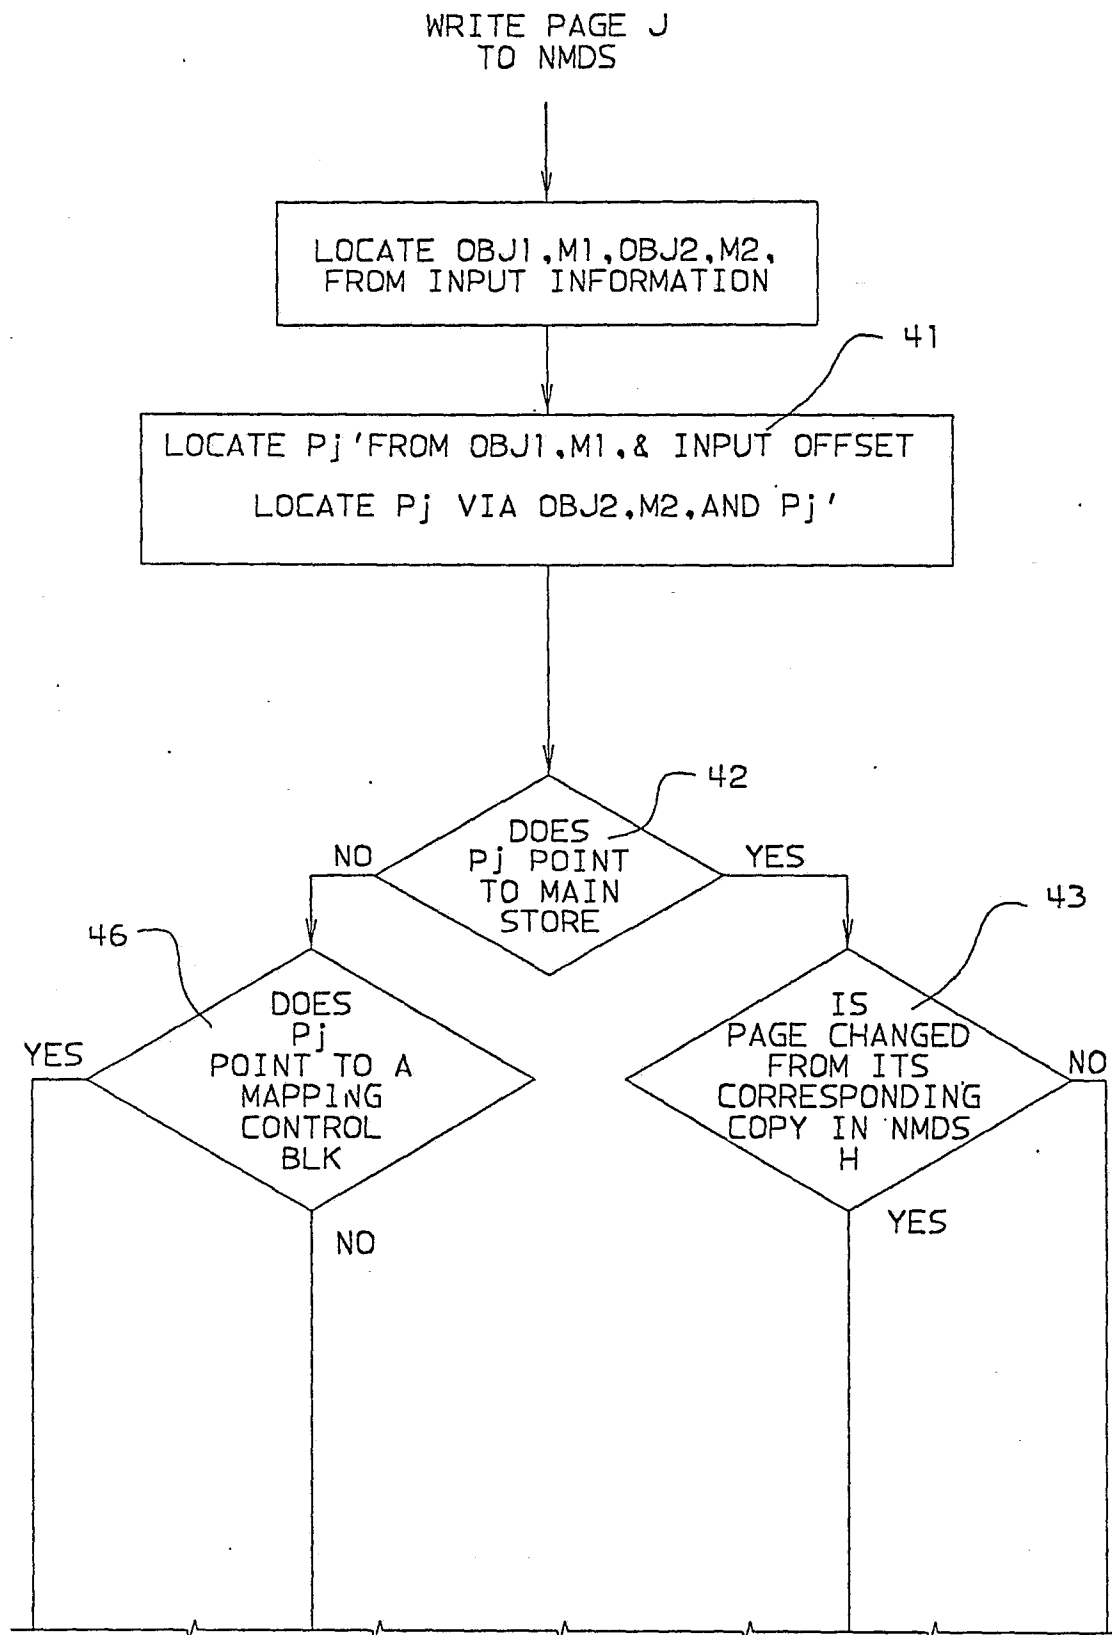 WRITE PAGE J
TO NMDS
LOCATE OBJ1,M1,OBJ2,M2,
FROM INPUT INFORMATION
41
LOCATE Pj'FROM OBJ1,M1,& INPUT OFFSET
LOCATE Pj VIA OBJ2,M2,AND Pj'
42
DOES
Pj POINT
TO MAIN
STORE
NO
YES
46
43
DOES
Pj
POINT TO A
MAPPING
CONTROL
BLK
YES
NO
IS
PAGE CHANGED
FROM ITS
CORRESPONDING
COPY IN NMDS
H
NO
YES